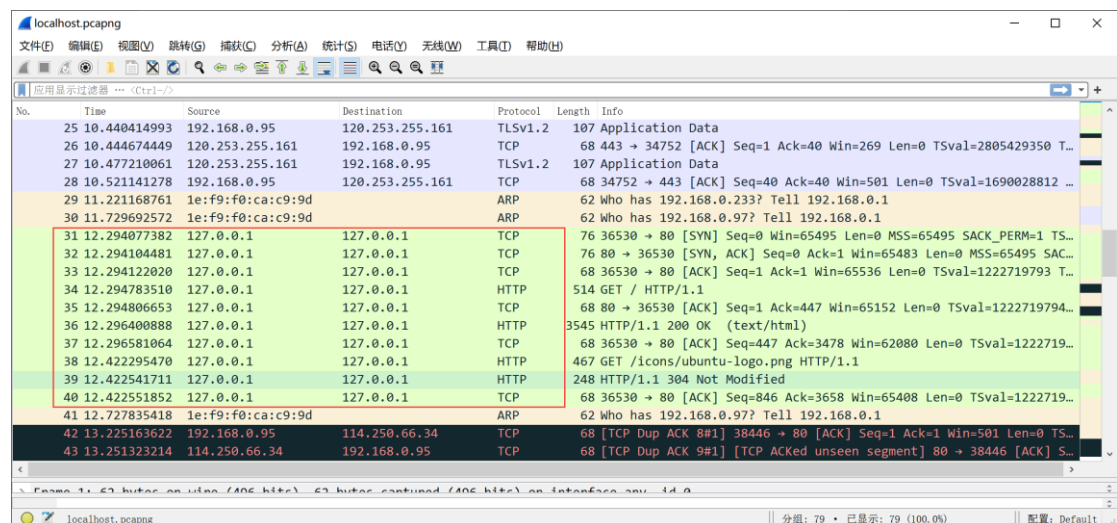 localhost.pcapng
文件(F) 编辑(E) 视图(V) 跳转(G) 捕获(C) 分析(A) 统计(S) 电话(Y) 无线(W) 工具(T) 帮助(H)
应用显示过滤器 … <Ctrl-/>
No. Time Source Destination Protocol Length Info
25 10.440414993 192.168.0.95 120.253.255.161 TLSv1.2 107 Application Data
26 10.444674449 120.253.255.161 192.168.0.95 TCP 68 443 → 34752 [ACK] Seq=1 Ack=40 Win=269 Len=0 TSval=2805429350 T…
27 10.477210061 120.253.255.161 192.168.0.95 TLSv1.2 107 Application Data
28 10.521141278 192.168.0.95 120.253.255.161 TCP 68 34752 → 443 [ACK] Seq=40 Ack=40 Win=501 Len=0 TSval=1690028812 …
29 11.221168761 1e:f9:f0:ca:c9:9d ARP 62 Who has 192.168.0.233? Tell 192.168.0.1
30 11.729692572 1e:f9:f0:ca:c9:9d ARP 62 Who has 192.168.0.97? Tell 192.168.0.1
31 12.294077382 127.0.0.1 127.0.0.1 TCP 76 36530 → 80 [SYN] Seq=0 Win=65495 Len=0 MSS=65495 SACK_PERM=1 TS…
32 12.294104481 127.0.0.1 127.0.0.1 TCP 76 80 → 36530 [SYN, ACK] Seq=0 Ack=1 Win=65483 Len=0 MSS=65495 SAC…
33 12.294122020 127.0.0.1 127.0.0.1 TCP 68 36530 → 80 [ACK] Seq=1 Ack=1 Win=65536 Len=0 TSval=1222719793 T…
34 12.294783510 127.0.0.1 127.0.0.1 HTTP 514 GET / HTTP/1.1
35 12.294806653 127.0.0.1 127.0.0.1 TCP 68 80 → 36530 [ACK] Seq=1 Ack=447 Win=65152 Len=0 TSval=1222719794…
36 12.296400888 127.0.0.1 127.0.0.1 HTTP 3545 HTTP/1.1 200 OK (text/html)
37 12.296581064 127.0.0.1 127.0.0.1 TCP 68 36530 → 80 [ACK] Seq=447 Ack=3478 Win=62080 Len=0 TSval=1222719…
38 12.422295470 127.0.0.1 127.0.0.1 HTTP 467 GET /icons/ubuntu-logo.png HTTP/1.1
39 12.422541711 127.0.0.1 127.0.0.1 HTTP 248 HTTP/1.1 304 Not Modified
40 12.422551852 127.0.0.1 127.0.0.1 TCP 68 36530 → 80 [ACK] Seq=846 Ack=3658 Win=65408 Len=0 TSval=1222719…
41 12.727835418 1e:f9:f0:ca:c9:9d ARP 62 Who has 192.168.0.97? Tell 192.168.0.1
42 13.225163622 192.168.0.95 114.250.66.34 TCP 68 [TCP Dup ACK 8#1] 38446 → 80 [ACK] Seq=1 Ack=1 Win=501 Len=0 TS…
43 13.251323214 114.250.66.34 192.168.0.95 TCP 68 [TCP Dup ACK 9#1] [TCP ACKed unseen segment] 80 → 38446 [ACK] S…
Frame 1: 62 bytes on wire (496 bits), 62 bytes captured (496 bits) on interface any, id 0
localhost.pcapng 分组: 79 • 已显示: 79 (100.0%) 配置: Default